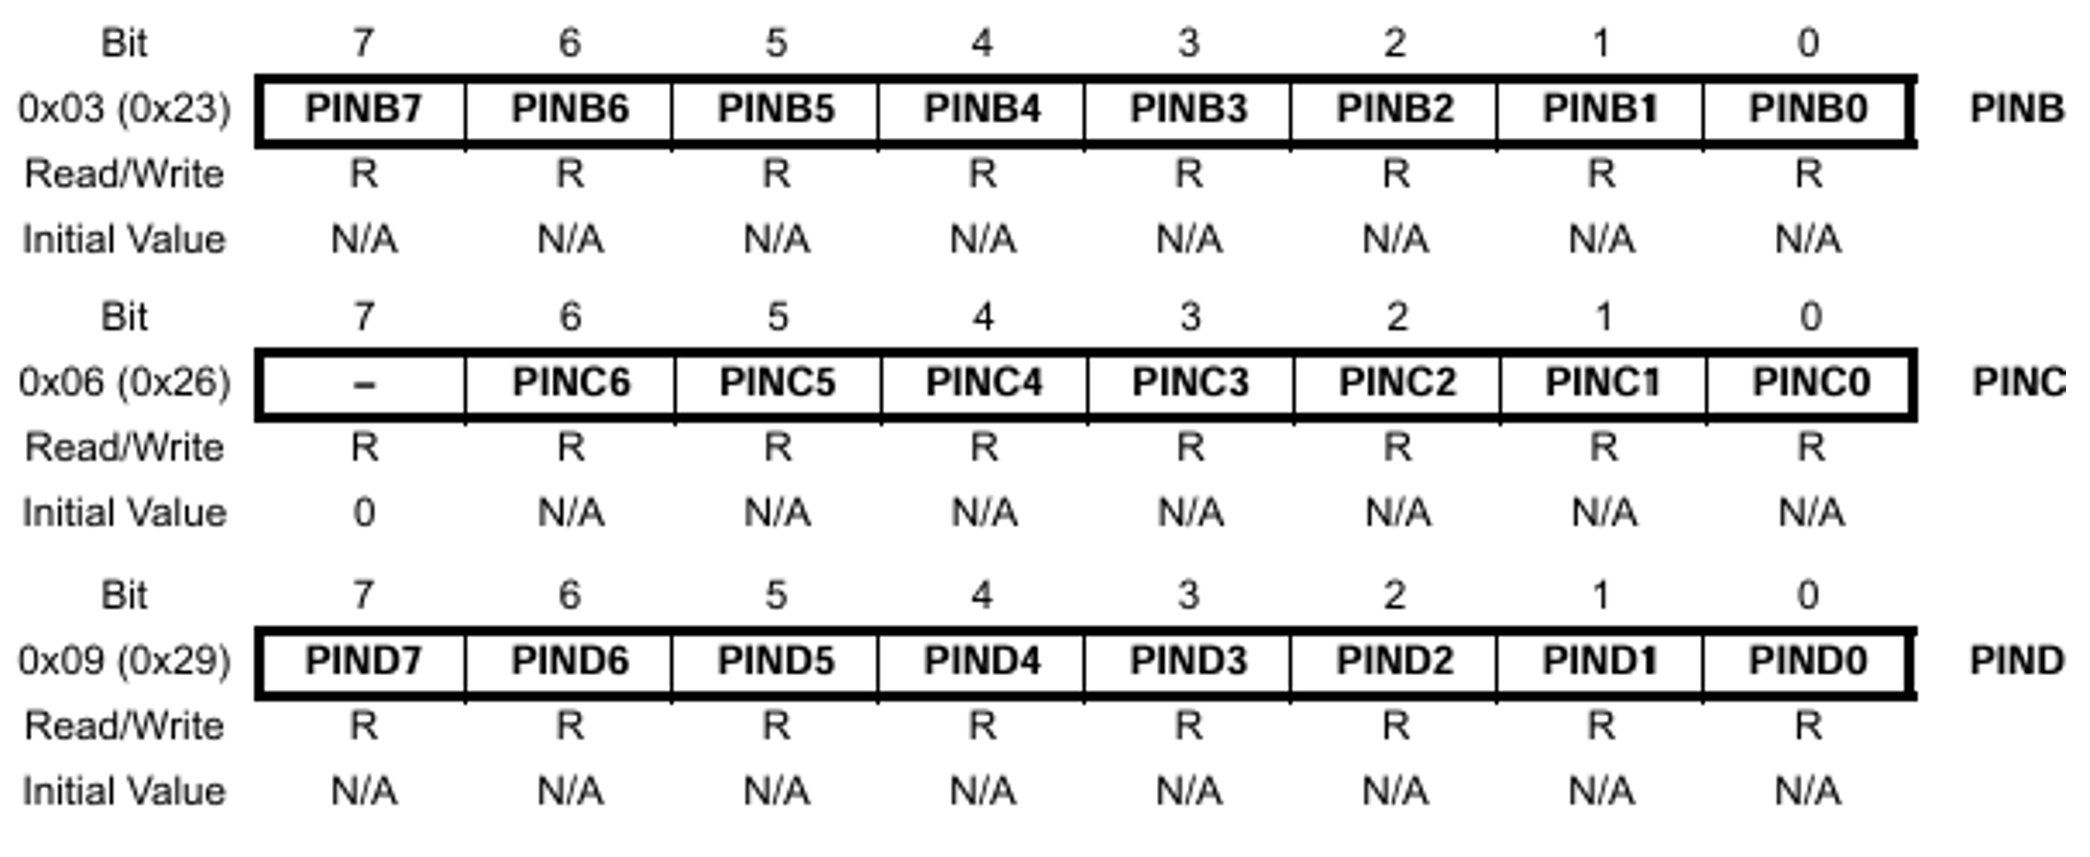 Bit 7 6 5 4 3 2 1 0
0x03 (0x23) PINB7 PINB6 PINB5 PINB4 PINB3 PINB2 PINB1 PINB0 PINB
Read/Write R R R R R R R R
Initial Value N/A N/A N/A N/A N/A N/A N/A N/A
Bit 7 6 5 4 3 2 1 0
0x06 (0x26) – PINC6 PINC5 PINC4 PINC3 PINC2 PINC1 PINC0 PINC
Read/Write R R R R R R R R
Initial Value 0 N/A N/A N/A N/A N/A N/A N/A
Bit 7 6 5 4 3 2 1 0
0x09 (0x29) PIND7 PIND6 PIND5 PIND4 PIND3 PIND2 PIND1 PIND0 PIND
Read/Write R R R R R R R R
Initial Value N/A N/A N/A N/A N/A N/A N/A N/A